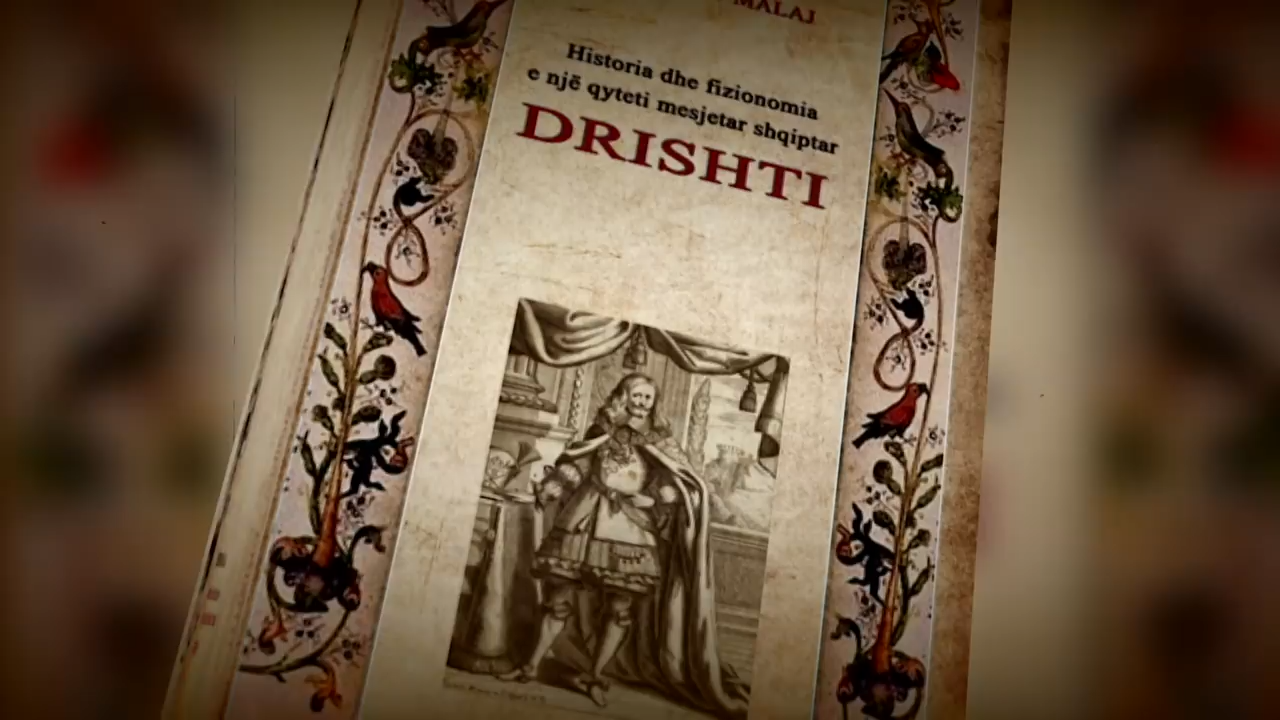 MALAJ
Historia dhe fizionomia
e një qyteti mesjetar shqiptar
DRISHTI